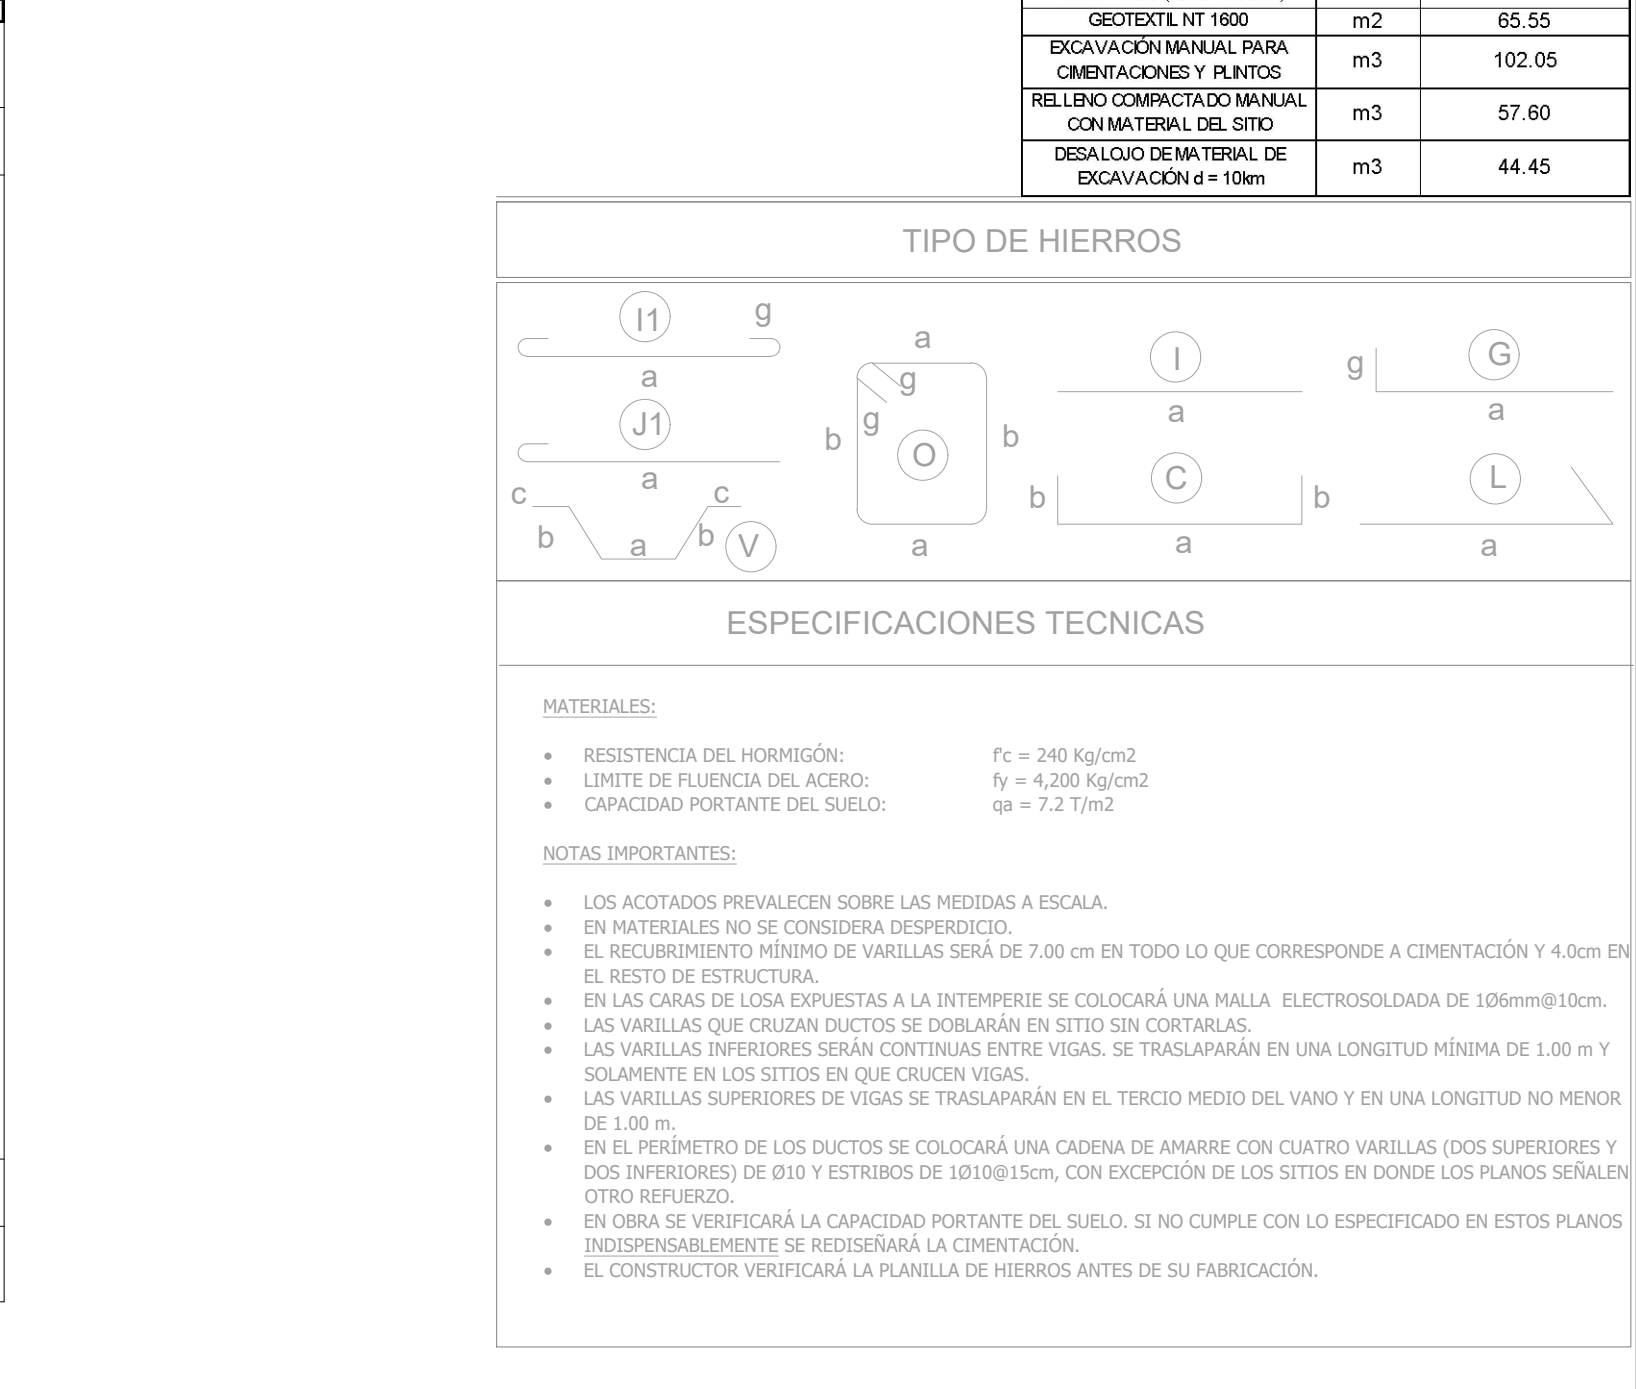 GEOTEXTIL NT 1600 m2 65.55
EXCAVACIÓN MANUAL PARA
CIMENTACIONES Y PLINTOS m3 102.05
RELLENO COMPACTADO MANUAL
CON MATERIAL DEL SITIO m3 57.60
DESALOJO DE MATERIAL DE
EXCAVACIÓN d = 10km m3 44.45
TIPO DE HIERROS
I1 g
a
J1
a
c c
b a b V
a
g
g
b O b
a
I
a
C
b b
a
g G
a
L
a
ESPECIFICACIONES TECNICAS
MATERIALES:
• RESISTENCIA DEL HORMIGÓN: f'c = 240 Kg/cm2
• LIMITE DE FLUENCIA DEL ACERO: fy = 4,200 Kg/cm2
• CAPACIDAD PORTANTE DEL SUELO: qa = 7.2 T/m2
NOTAS IMPORTANTES:
• LOS ACOTADOS PREVALECEN SOBRE LAS MEDIDAS A ESCALA.
• EN MATERIALES NO SE CONSIDERA DESPERDICIO.
• EL RECUBRIMIENTO MÍNIMO DE VARILLAS SERÁ DE 7.00 cm EN TODO LO QUE CORRESPONDE A CIMENTACIÓN Y 4.0cm EN
EL RESTO DE ESTRUCTURA.
• EN LAS CARAS DE LOSA EXPUESTAS A LA INTEMPERIE SE COLOCARÁ UNA MALLA ELECTROSOLDADA DE 1Ø6mm@10cm.
• LAS VARILLAS QUE CRUZAN DUCTOS SE DOBLARÁN EN SITIO SIN CORTARLAS.
• LAS VARILLAS INFERIORES SERÁN CONTINUAS ENTRE VIGAS. SE TRASLAPARÁN EN UNA LONGITUD MÍNIMA DE 1.00 m Y
SOLAMENTE EN LOS SITIOS EN QUE CRUCEN VIGAS.
• LAS VARILLAS SUPERIORES DE VIGAS SE TRASLAPARÁN EN EL TERCIO MEDIO DEL VANO Y EN UNA LONGITUD NO MENOR
DE 1.00 m.
• EN EL PERÍMETRO DE LOS DUCTOS SE COLOCARÁ UNA CADENA DE AMARRE CON CUATRO VARILLAS (DOS SUPERIORES Y
DOS INFERIORES) DE Ø10 Y ESTRIBOS DE 1Ø10@15cm, CON EXCEPCIÓN DE LOS SITIOS EN DONDE LOS PLANOS SEÑALEN
OTRO REFUERZO.
• EN OBRA SE VERIFICARÁ LA CAPACIDAD PORTANTE DEL SUELO. SI NO CUMPLE CON LO ESPECIFICADO EN ESTOS PLANOS
INDISPENSABLEMENTE SE REDISEÑARÁ LA CIMENTACIÓN.
• EL CONSTRUCTOR VERIFICARÁ LA PLANILLA DE HIERROS ANTES DE SU FABRICACIÓN.